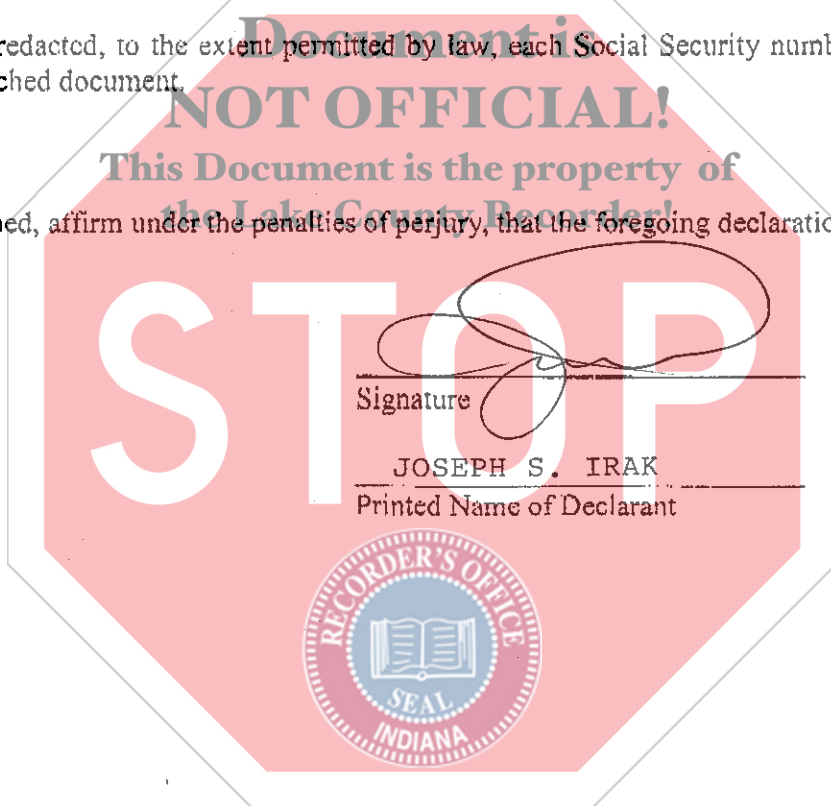 Document is
redacted, to the extent permitted by law, each Social Security numb
ched document.
NOT OFFICIAL!
This Document is the property of
the Lake County Recorder!
ned, affirm under the penalties of perjury, that the foregoing declaratio
STOP
Signature
JOSEPH S. IRAK
Printed Name of Declarant
RECORDER'S OFFICE
SEAL
INDIANA